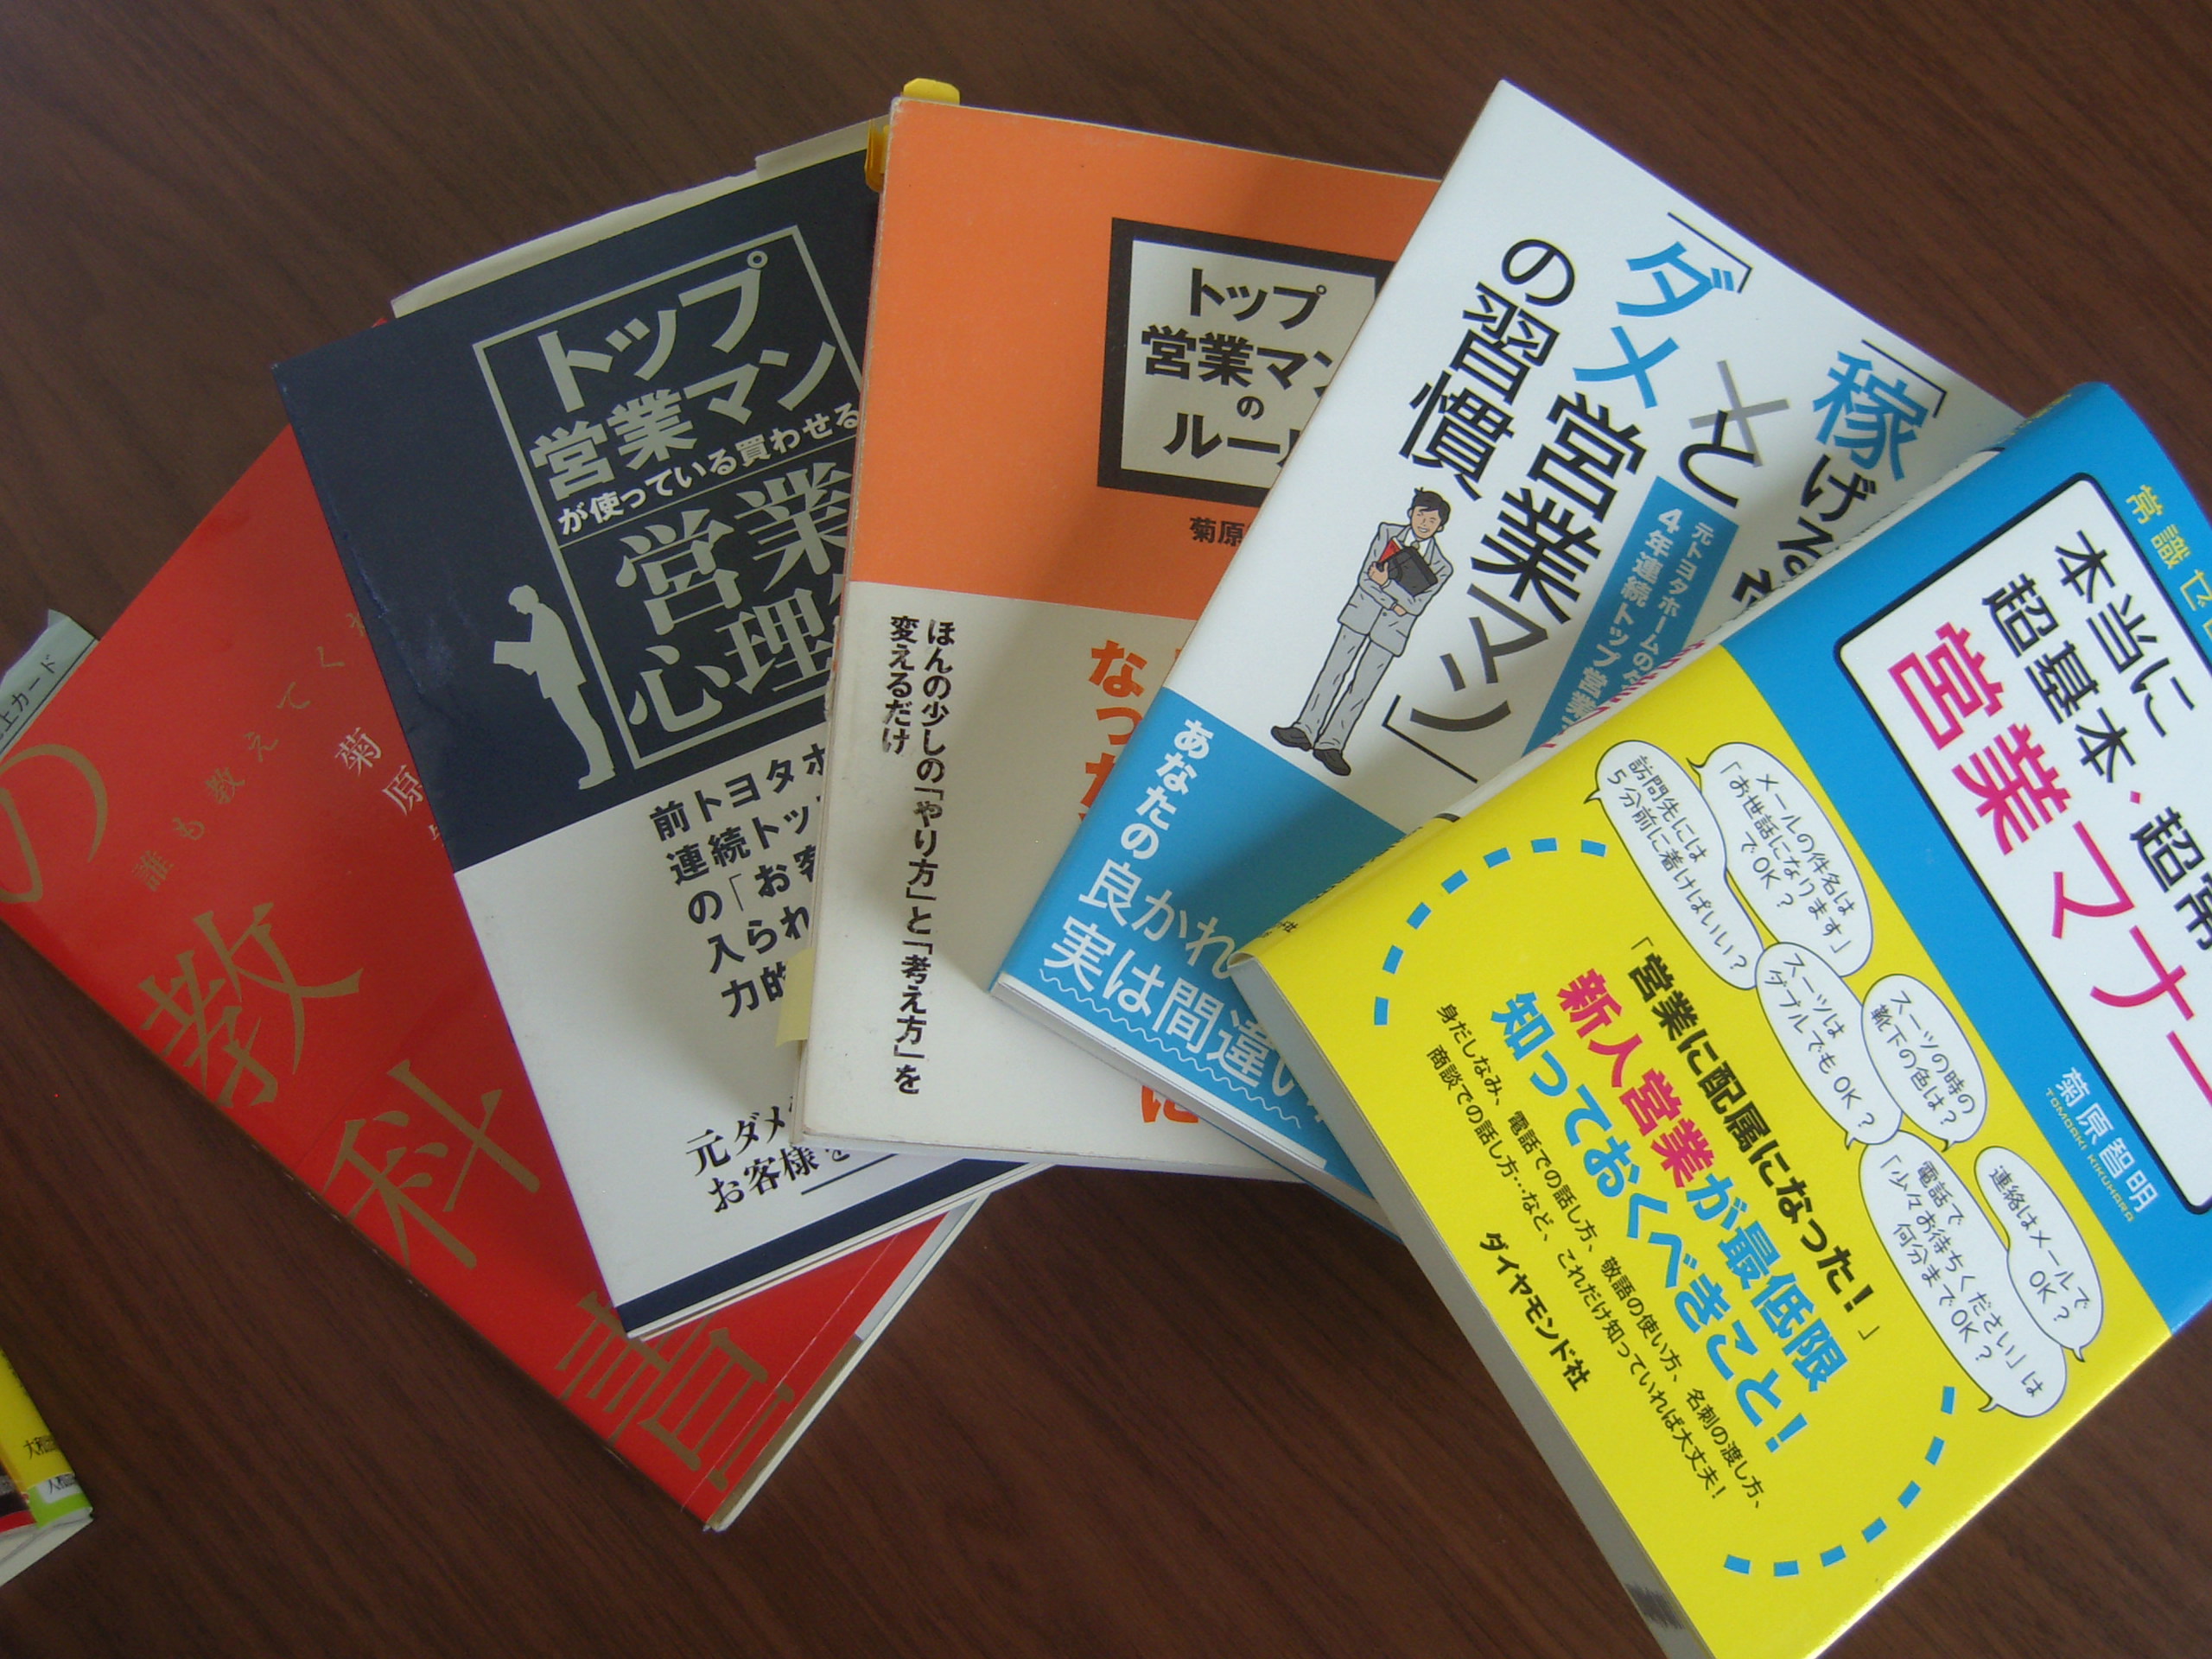 上カード
の
教
科
書
誰も教えてく
菊原
トップ
営業マン
が使っている買わせる
営業
心理
前トヨタホ
連続トッ
の「お客
入られ
力的
元ダメ
お客様を
トップ
営業マン
の
ルール
菊原
ほんの少しの「やり方」と「考え方」を
変えるだけ
なった
に
「稼げる
と
「ダメ営業マン」
の習慣
元トヨタホームの
4年連続トップ営業
あなたの
良かれ
実は間違い
常識ゼ
本当に
超基本・超常
営業マナー
菊原智明
TOMOAKI KIKUHARA
メールの件名は
「お世話になります」
でOK?
訪問先には
5分前に着けばいい?
スーツの時の
靴下の色は?
スーツは
ダブルでもOK?
連絡はメールで
OK?
電話で
「少々お待ちください」は
何分までOK?
「営業に配属になった!」
新人営業が最低限
知っておくべきこと!
身だしなみ、電話での話し方、敬語の使い方、名刺の渡し方、
商談での話し方…など、これだけ知っていれば大丈夫!
ダイヤモンド社